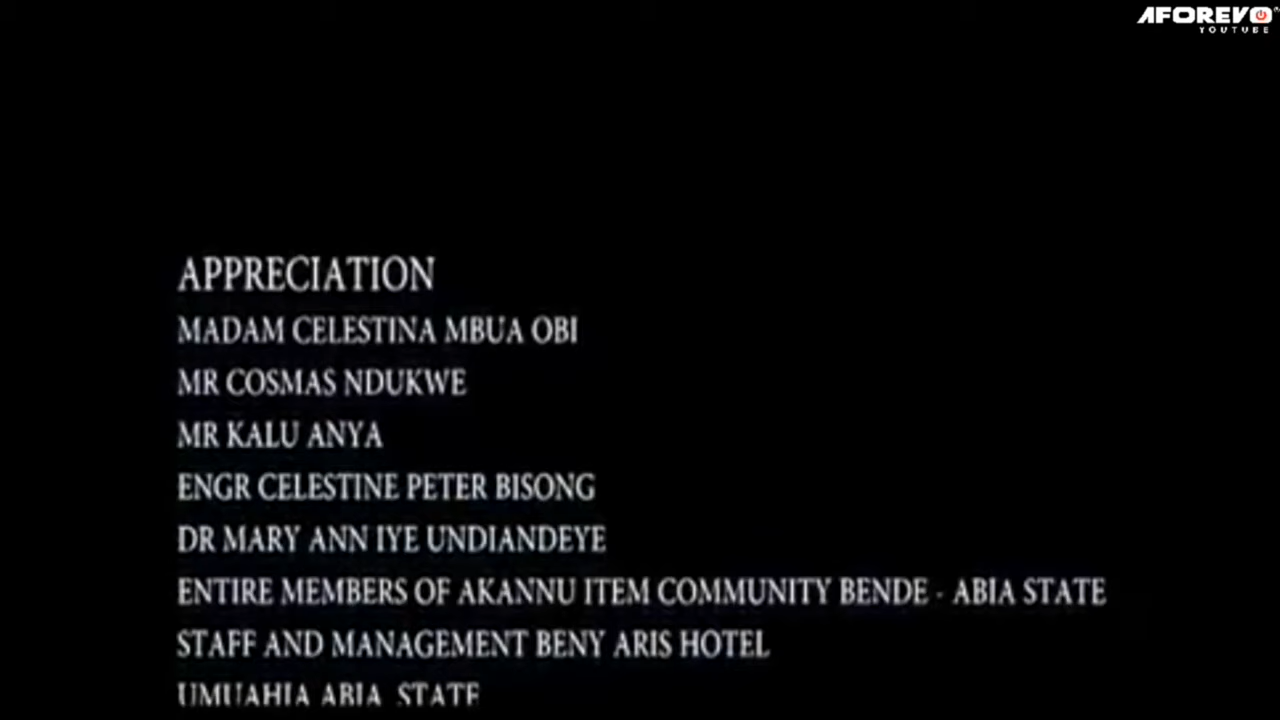 AFOREVO
YOUTUBE
APPRECIATION
MADAM CELESTINA MBUA OBI
MR COSMAS NDUKWE
MR KALU ANYA
ENGR CELESTINE PETER BISONG
DR MARY ANN IYE UNDIANDEYE
ENTIRE MEMBERS OF AKANNU ITEM COMMUNITY BENDE - ABIA STATE
STAFF AND MANAGEMENT BENY ARIS HOTEL
UMUAHIA ABIA STATE